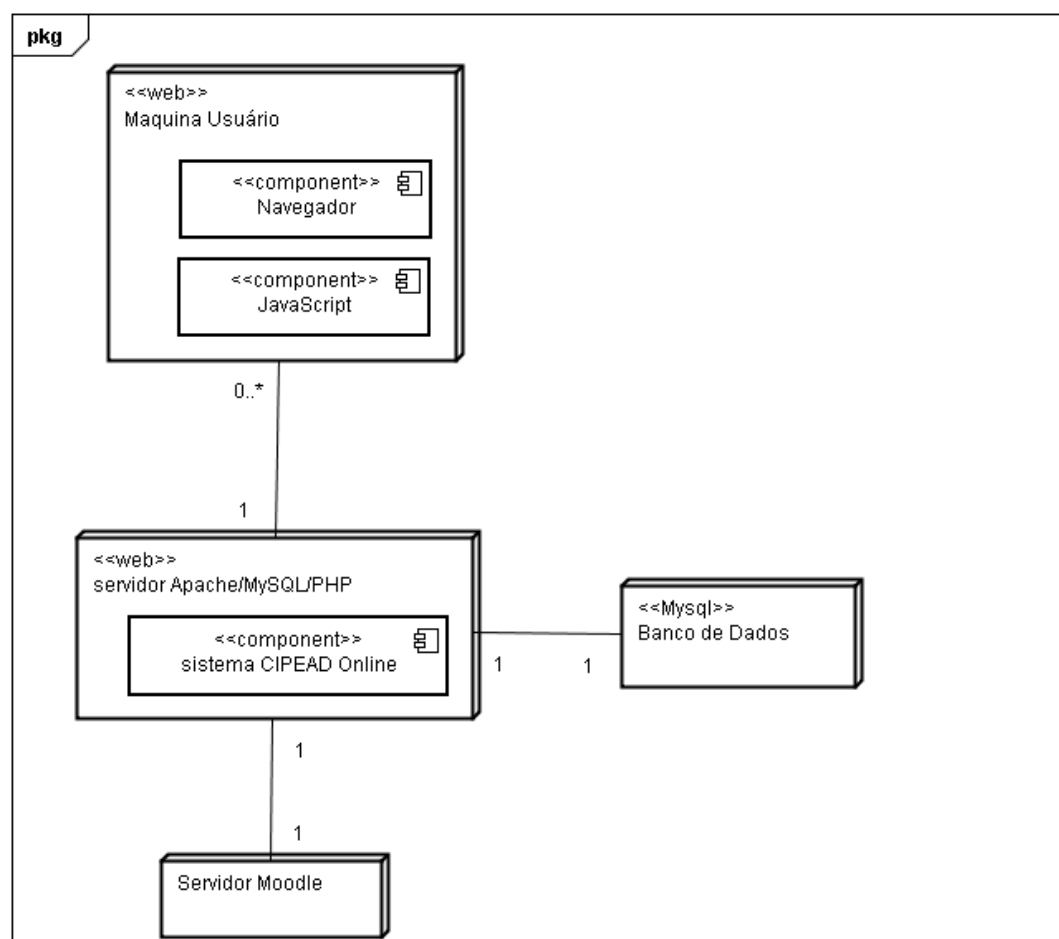 pkg
<<web>>
Maquina Usuário
<<component>>
Navegador
<<component>>
JavaScript
0..*
1
<<web>>
servidor Apache/MySQL/PHP
<<component>>
sistema CIPEAD Online
1
1
<<Mysql>>
Banco de Dados
1
1
Servidor Moodle